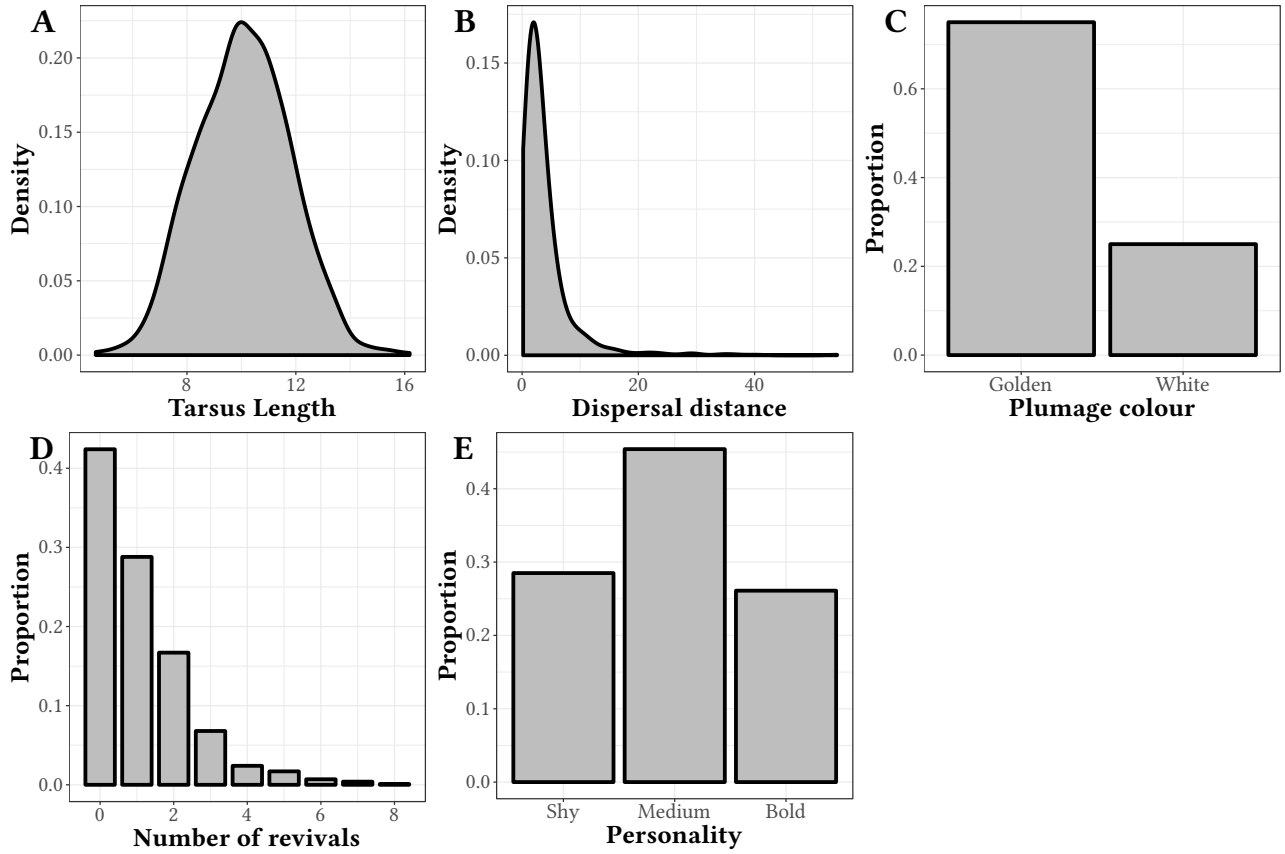 A
Density
0.20
0.15
0.10
0.05
0.00
8 12 16
Tarsus Length
B
Density
0.15
0.10
0.05
0.00
0 20 40
Dispersal distance
C
Proportion
0.6
0.4
0.2
0.0
Golden White
Plumage colour
D
Proportion
0.4
0.3
0.2
0.1
0.0
0 2 4 6 8
Number of revivals
E
Proportion
0.4
0.3
0.2
0.1
0.0
Shy Medium Bold
Personality